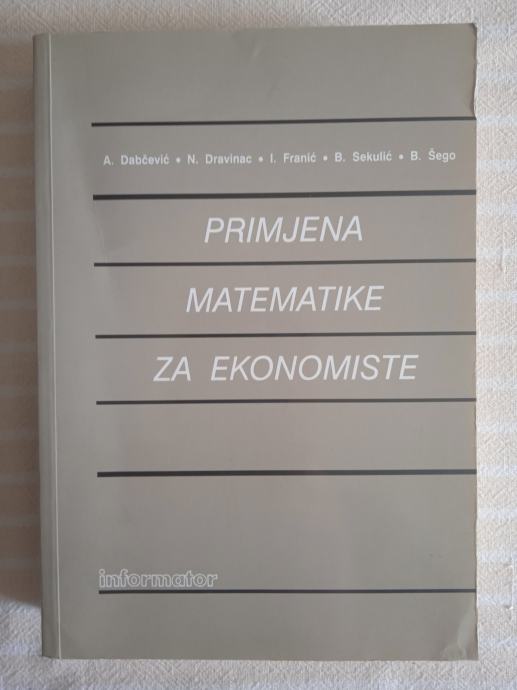 A. Dabčević • N. Dravinac • I. Franić • B. Sekulić • B. Šego
PRIMJENA
MATEMATIKE
ZA EKONOMISTE
informator